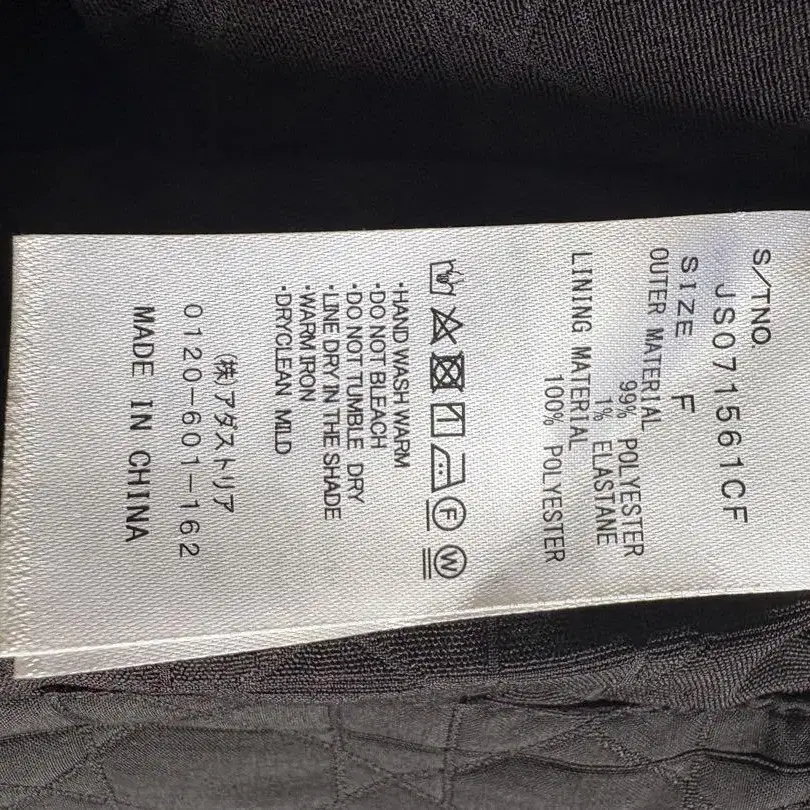 S/TNO.
JS071561CF
SIZE F
OUTER MATERIAL
99% POLYESTER
1% ELASTANE
LINING MATERIAL
100% POLYESTER
F W
・HAND WASH WARM
・DO NOT BLEACH
・DO NOT TUMBLE DRY
・LINE DRY IN THE SHADE
・WARM IRON
・DRYCLEAN MILD
㈱アダストリア
0120-601-162
MADE IN CHINA